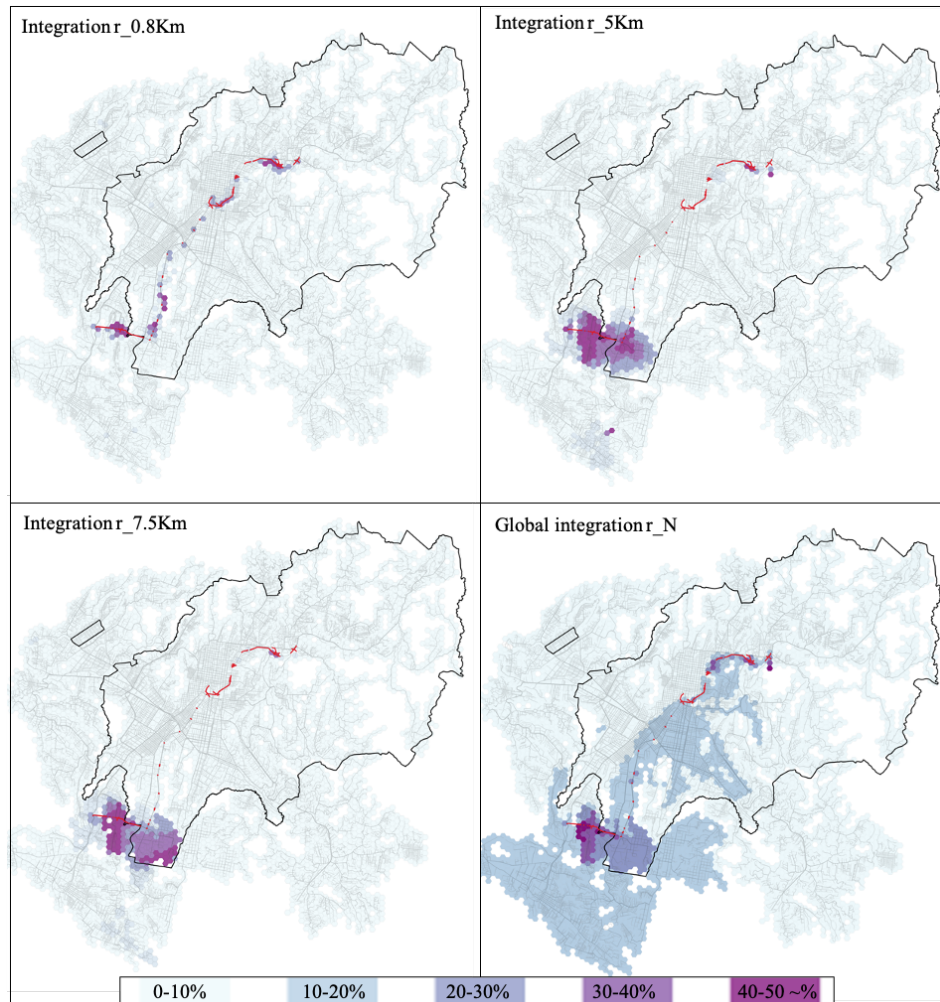 Integration r_0.8Km
Integration r_5Km
Integration r_7.5Km
Global integration r_N
0-10%
10-20%
20-30%
30-40%
40-50 ~%